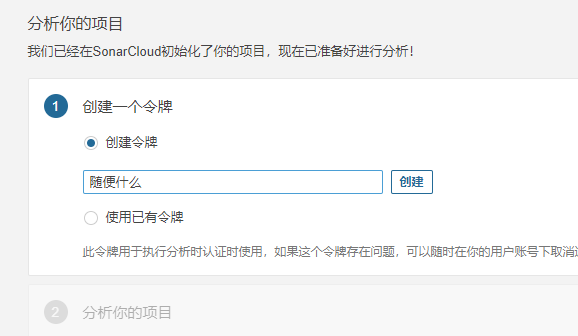 分析你的项目
我们已经在SonarCloud初始化了你的项目，现在已准备好进行分析！
1 创建一个令牌
创建令牌
随便什么 创建
使用已有令牌
此令牌用于执行分析时认证时使用，如果这个令牌存在问题，可以随时在你的用户账号下取消
2 分析你的项目